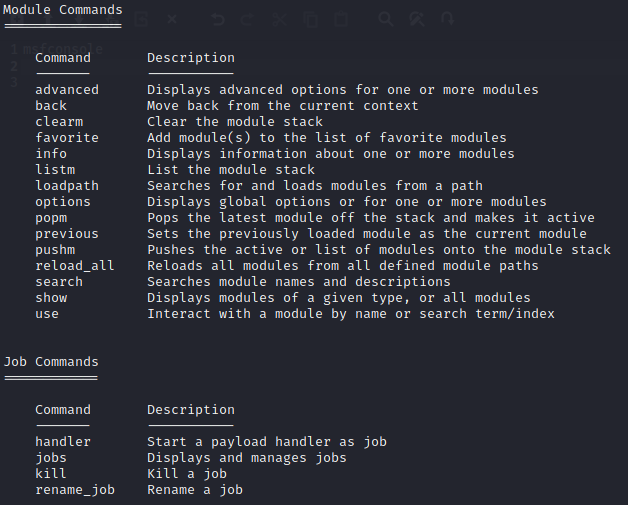 Module Commands
===============
Command Description
------- -----------
advanced Displays advanced options for one or more modules
back Move back from the current context
clearm Clear the module stack
favorite Add module(s) to the list of favorite modules
info Displays information about one or more modules
listm List the module stack
loadpath Searches for and loads modules from a path
options Displays global options or for one or more modules
popm Pops the latest module off the stack and makes it active
previous Sets the previously loaded module as the current module
pushm Pushes the active or list of modules onto the module stack
reload_all Reloads all modules from all defined module paths
search Searches module names and descriptions
show Displays modules of a given type, or all modules
use Interact with a module by name or search term/index
Job Commands
============
Command Description
------- -----------
handler Start a payload handler as job
jobs Displays and manages jobs
kill Kill a job
rename_job Rename a job